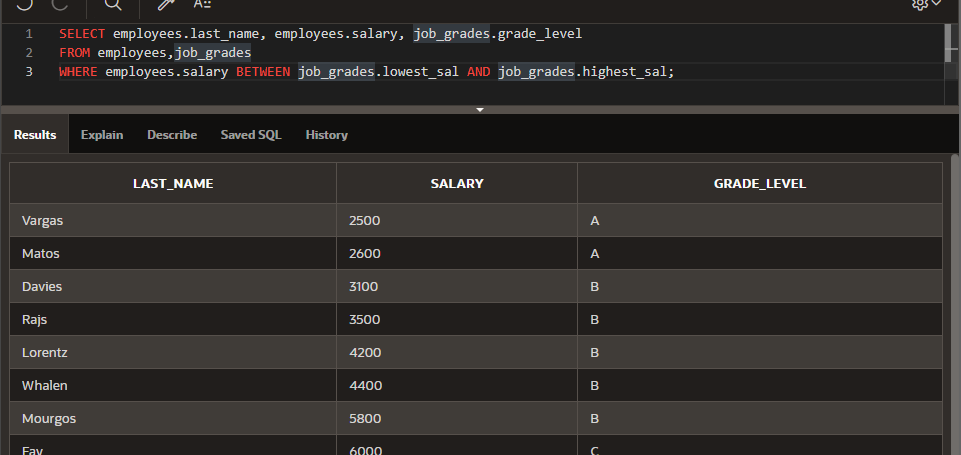 A::
1 SELECT employees.last_name, employees.salary, job_grades.grade_level
2 FROM employees,job_grades
3 WHERE employees.salary BETWEEN job_grades.lowest_sal AND job_grades.highest_sal;
Results Explain Describe Saved SQL History
LAST_NAME SALARY GRADE_LEVEL
Vargas 2500 A
Matos 2600 A
Davies 3100 B
Rajs 3500 B
Lorentz 4200 B
Whalen 4400 B
Mourgos 5800 B
Fay 6000 C